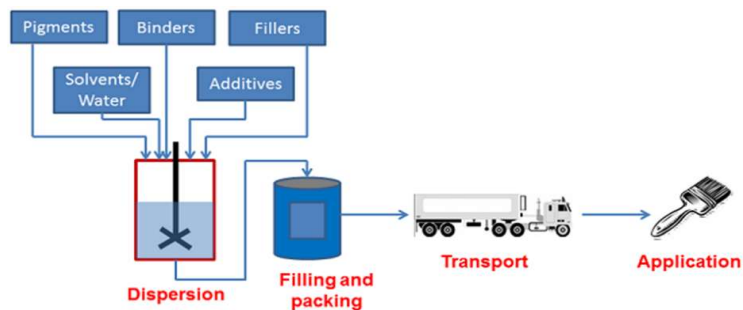 Pigments
Binders
Fillers
Solvents/
Water
Additives
Dispersion
Filling and
packing
Transport
Application